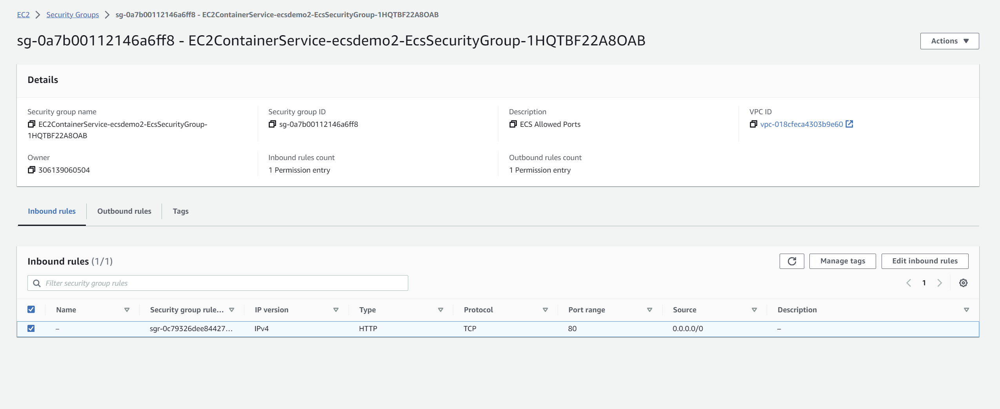 EC2 > Security Groups > sg-0a7b00112146a6ff8 - EC2ContainerService-ecsdemo2-EcsSecurityGroup-1HQTBF22A8OAB
sg-0a7b00112146a6ff8 - EC2ContainerService-ecsdemo2-EcsSecurityGroup-1HQTBF22A8OAB
Actions
Details
Security group name
EC2ContainerService-ecsdemo2-EcsSecurityGroup-
1HQTBF22A8OAB
Security group ID
sg-0a7b00112146a6ff8
Description
ECS Allowed Ports
VPC ID
vpc-018cfeca4303b9e60
Owner
306139060504
Inbound rules count
1 Permission entry
Outbound rules count
1 Permission entry
Inbound rules Outbound rules Tags
Inbound rules (1/1)
Manage tags Edit inbound rules
Filter security group rules
1
Name Security group rule... IP version Type Protocol Port range Source Description
– sgr-0c79326dee84427... IPv4 HTTP TCP 80 0.0.0.0/0 –